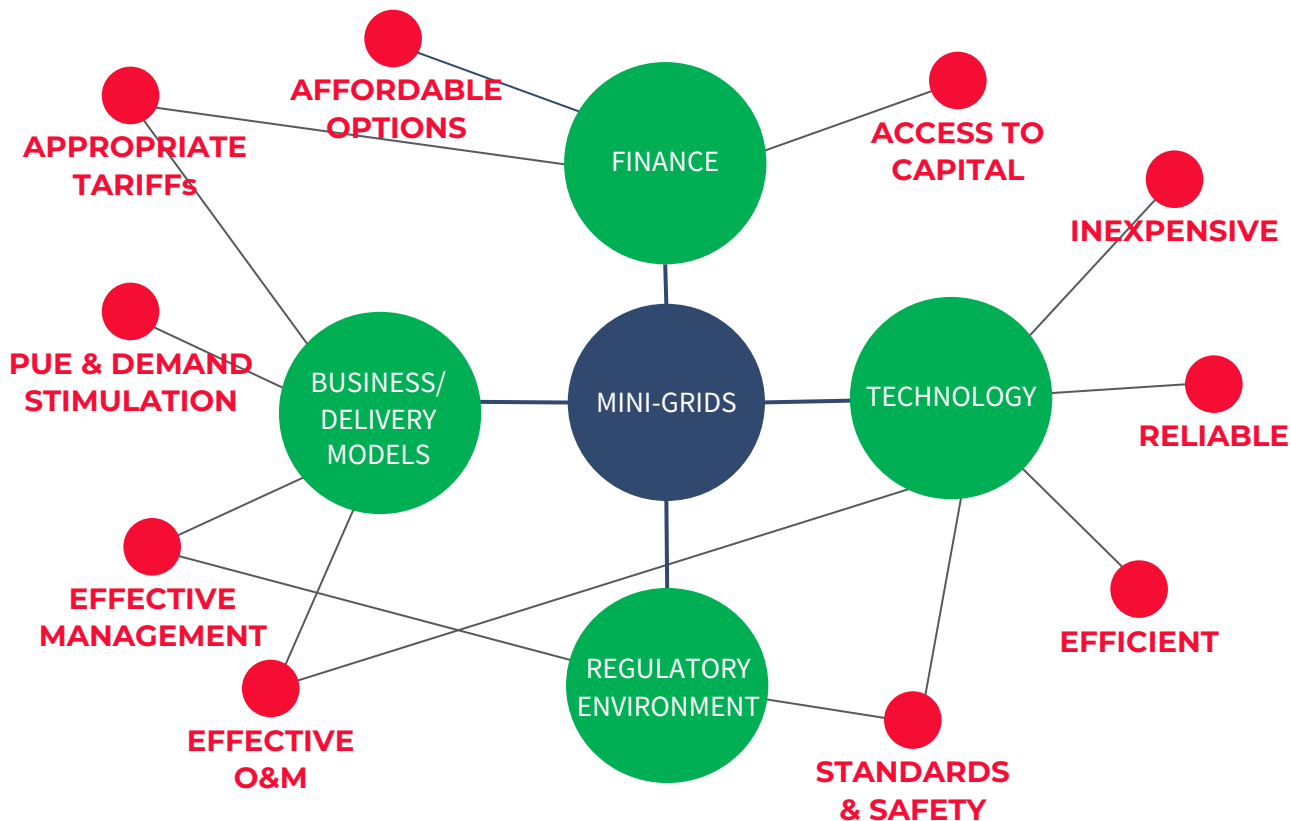 AFFORDABLE
OPTIONS
APPROPRIATE
TARIFFs
FINANCE
ACCESS TO
CAPITAL
INEXPENSIVE
PUE & DEMAND
STIMULATION
BUSINESS/
DELIVERY
MODELS
MINI-GRIDS
TECHNOLOGY
RELIABLE
EFFECTIVE
MANAGEMENT
EFFICIENT
REGULATORY
ENVIRONMENT
EFFECTIVE
O&M
STANDARDS
& SAFETY